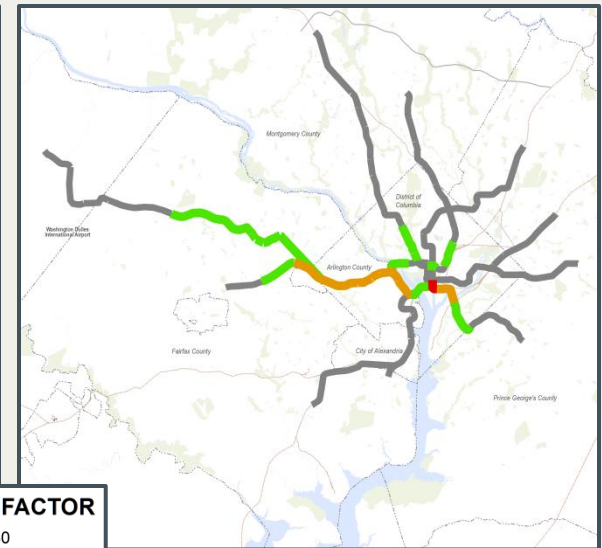 Montgomery County
District of
Columbia
Washington Dulles
International Airport
Arlington County
Fairfax County
City of Alexandria
Prince George's County
FACTOR
0